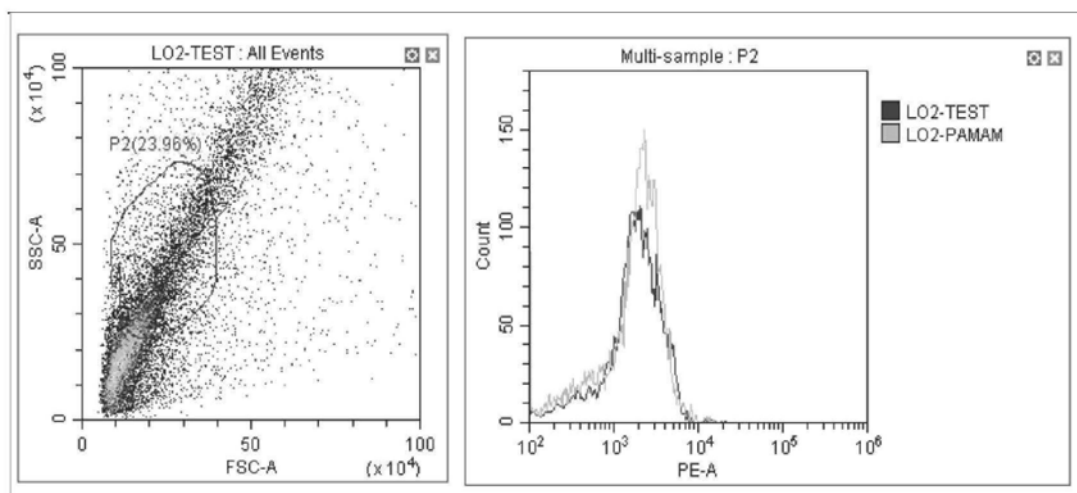 LO2-TEST : All Events
(x 10⁴)
SSC-A
100
50
0
P2(23.96%)
0 50 100
FSC-A (x 10⁴)
Multi-sample : P2
Count
150
100
50
0
10² 10³ 10⁴ 10⁵ 10⁶
PE-A
LO2-TEST
LO2-PAMAM